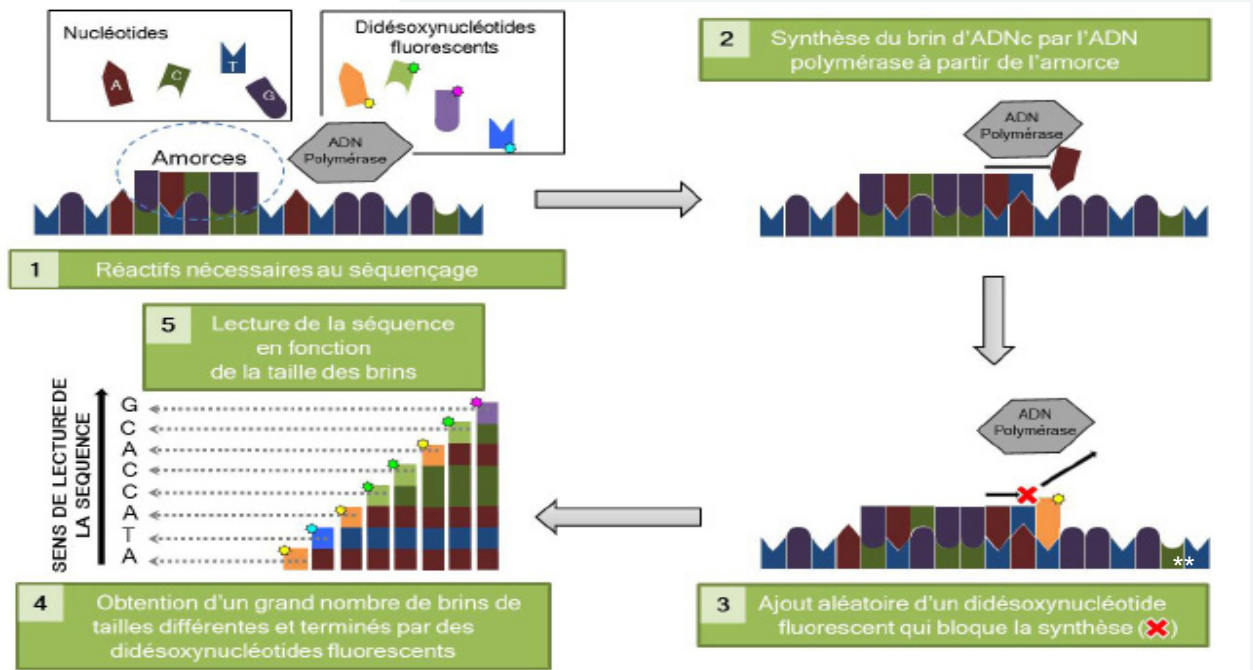 Nucléotides
A
C
T
G
Didésoxynucléotides
fluorescents
Amorces
ADN
Polymérase
1 Réactifs nécessaires au séquençage
2 Synthèse du brin d'ADNc par l'ADN
polymérase à partir de l'amorce
ADN
Polymérase
ADN
Polymérase
**
3 Ajout aléatoire d'un didésoxynucléotide
fluorescent qui bloque la synthèse (✖)
5 Lecture de la séquence
en fonction
de la taille des brins
SENS DE LECTURE DE
LA SEQUENCE
G
C
A
C
C
A
T
A
4 Obtention d'un grand nombre de brins de
tailles différentes et terminés par des
didésoxynucléotides fluorescents